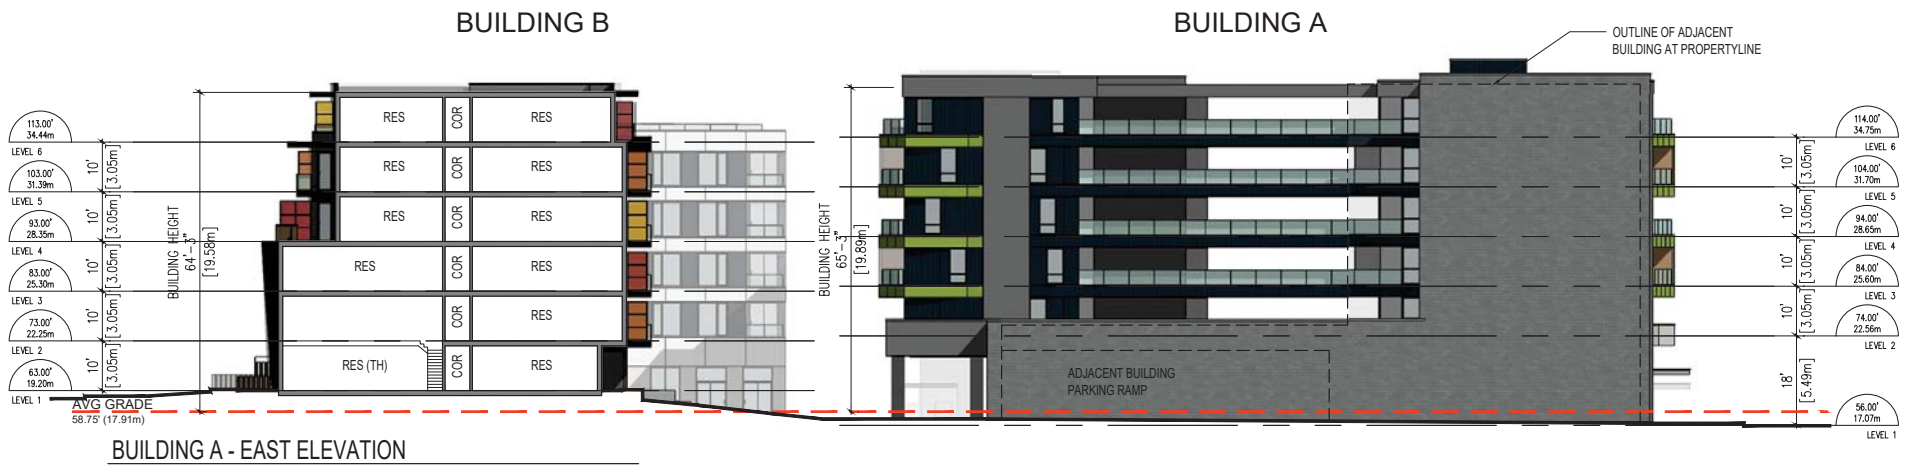 BUILDING B
BUILDING A
OUTLINE OF ADJACENT
BUILDING AT PROPERTYLINE
113.00'
34.44m
LEVEL 6
103.00'
31.39m
LEVEL 5
93.00'
28.35m
LEVEL 4
83.00'
25.30m
LEVEL 3
73.00'
22.25m
LEVEL 2
63.00'
19.20m
LEVEL 1
10'
[3.05m]
10'
[3.05m]
10'
[3.05m]
10'
[3.05m]
10'
[3.05m]
BUILDING HEIGHT
64'-3"
[19.58m]
RES COR RES
RES COR RES
RES COR RES
RES COR RES
COR RES
RES (TH) COR RES
AVG GRADE
58.75' (17.91m)
BUILDING HEIGHT
65'-3"
[19.89m]
ADJACENT BUILDING
PARKING RAMP
114.00'
34.75m
LEVEL 6
104.00'
31.70m
LEVEL 5
94.00'
28.65m
LEVEL 4
84.00'
25.60m
LEVEL 3
74.00'
22.56m
LEVEL 2
56.00'
17.07m
LEVEL 1
10'
[3.05m]
10'
[3.05m]
10'
[3.05m]
10'
[3.05m]
18'
[5.49m]
BUILDING A - EAST ELEVATION